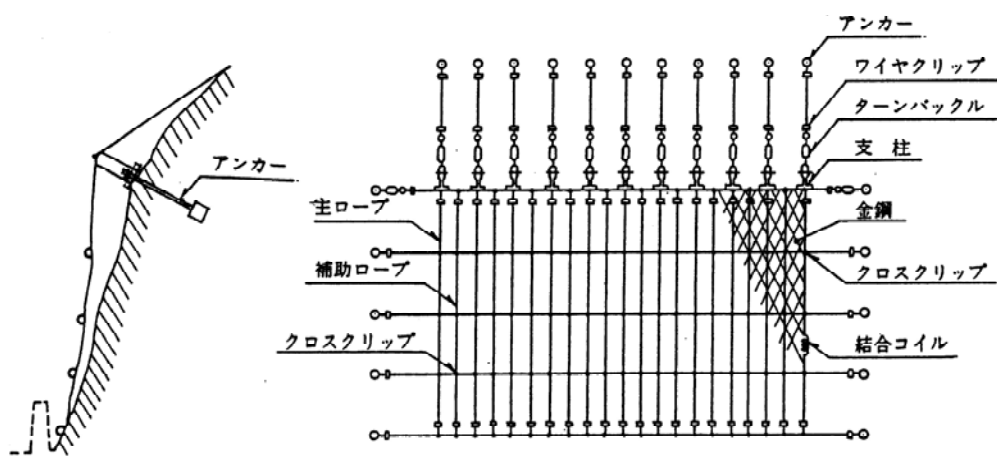 アンカー
ワイヤクリップ
ターンバックル
支柱
アンカー
主ロープ
金鋼
補助ロープ
クロスクリップ
クロスクリップ
結合コイル